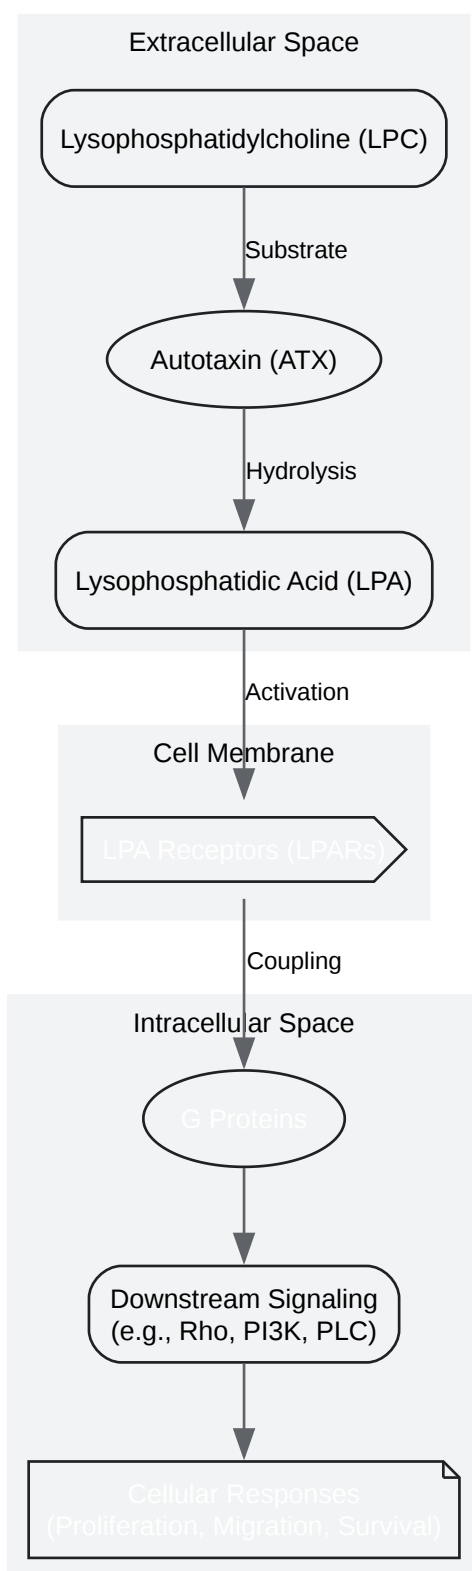 Extracellular Space
Lysophosphatidylcholine (LPC)
Substrate
Autotaxin (ATX)
Hydrolysis
Lysophosphatidic Acid (LPA)
Activation
Cell Membrane
LPA Receptors (LPARs)
Coupling
Intracellular Space
G Proteins
Downstream Signaling
(e.g., Rho, PI3K, PLC)
Cellular Responses
(Proliferation, Migration, Survival)